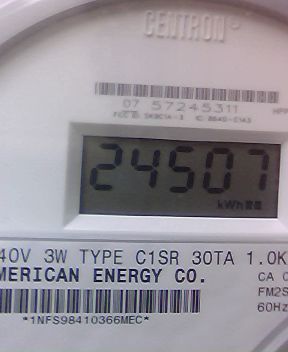 CENTRON®
07 57245311
24507
kWh
40V 3W TYPE C1SR 30TA 1.0K
MERICAN ENERGY CO.
CA 0
FM2S
60Hz
*1NFS98410366MEC*